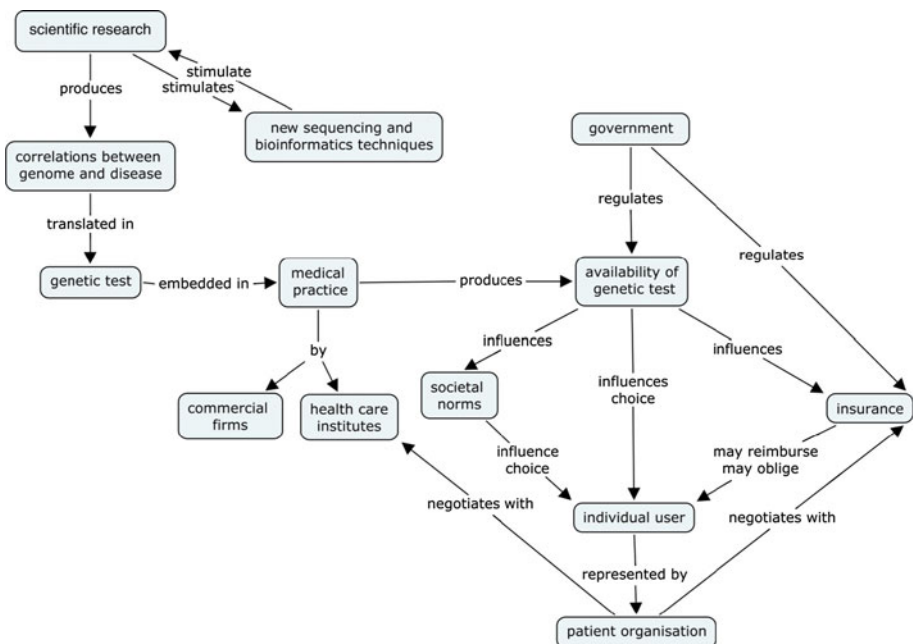 scientific research
stimulate
stimulates
produces
new sequencing and
bioinformatics techniques
government
correlations between
genome and disease
regulates
translated in
regulates
genetic test
embedded in
medical
practice
produces
availability of
genetic test
by
influences
influences
influences
choice
societal
norms
commercial
firms
health care
institutes
insurance
influence
choice
may reimburse
may oblige
negotiates with
individual user
negotiates with
represented by
patient organisation